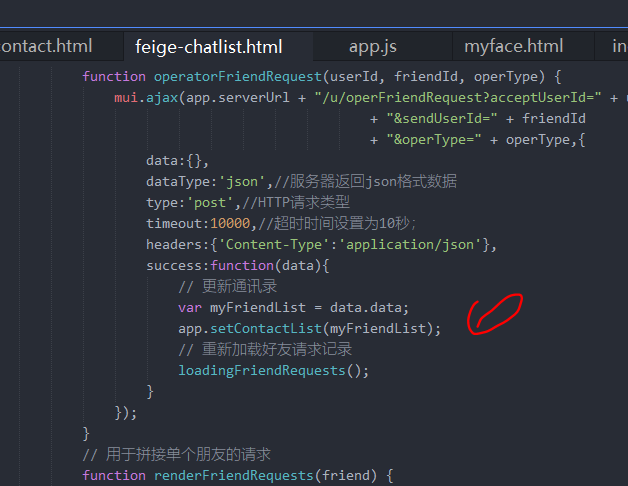 ontact.html feige-chatlist.html app.js myface.html in
function operatorFriendRequest(userId, friendId, operType) {
mui.ajax(app.serverUrl + "/u/operFriendRequest?acceptUserId=" +
+ "&sendUserId=" + friendId
+ "&operType=" + operType,{
data:{},
dataType:'json',//服务器返回json格式数据
type:'post',//HTTP请求类型
timeout:10000,//超时时间设置为10秒；
headers:{'Content-Type':'application/json'},
success:function(data){
// 更新通讯录
var myFriendList = data.data;
app.setContactList(myFriendList);
// 重新加载好友请求记录
loadingFriendRequests();
}
});
}
// 用于拼接单个朋友的请求
function renderFriendRequests(friend) {